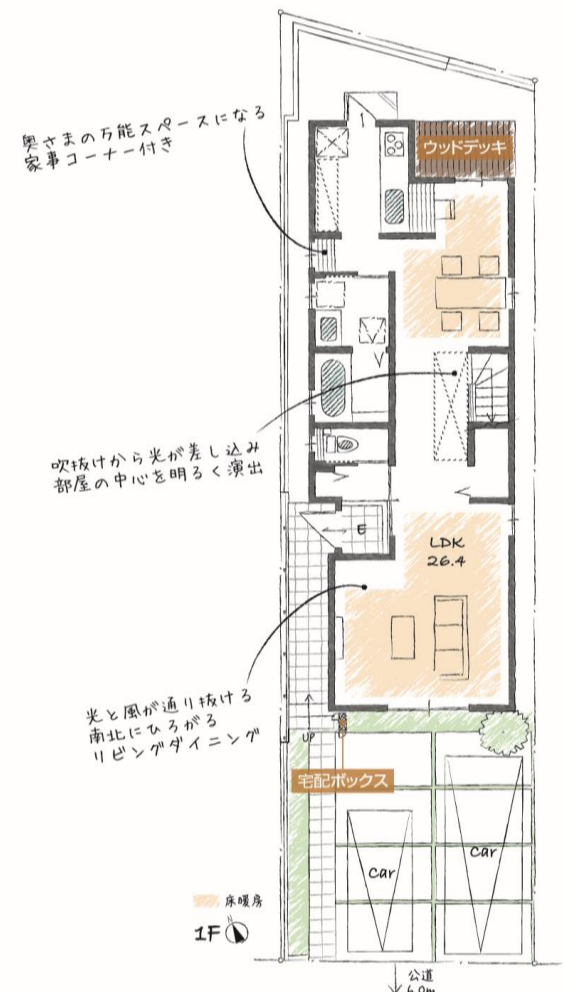 奥さまの万能スペースになる
家事コーナー付き
ウッドデッキ
吹抜けから光が差し込み
部屋の中心を明るく演出
E
LDK
26.4
光と風が通り抜ける
南北にひろがる
リビングダイニング
UP
宅配ボックス
car
car
床暖房
N
1F
公道
6.0m